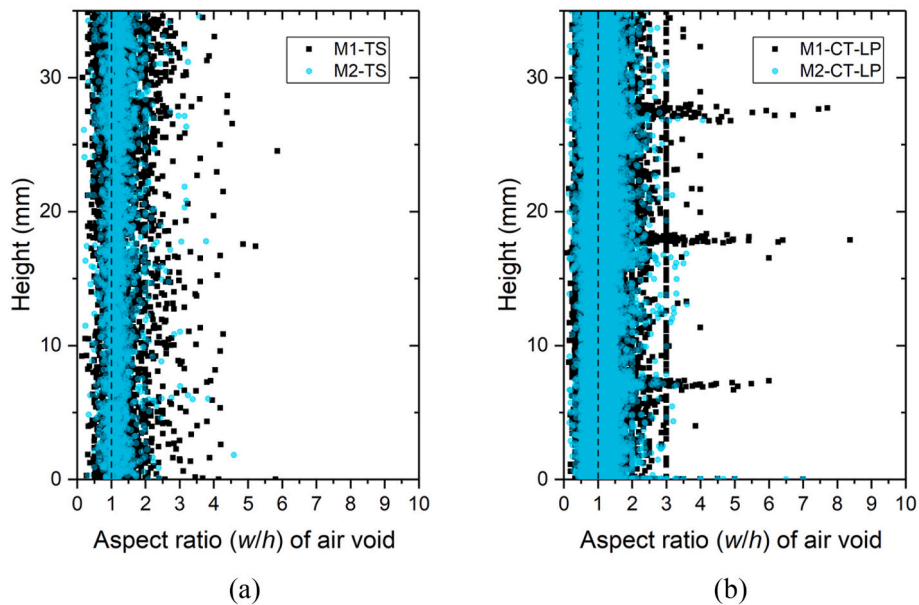 M1-TS
M2-TS
30
20
10
0
Height (mm)
0 1 2 3 4 5 6 7 8 9 10
Aspect ratio (w/h) of air void
(a)
M1-CT-LP
M2-CT-LP
30
20
10
0
Height (mm)
0 1 2 3 4 5 6 7 8 9 10
Aspect ratio (w/h) of air void
(b)